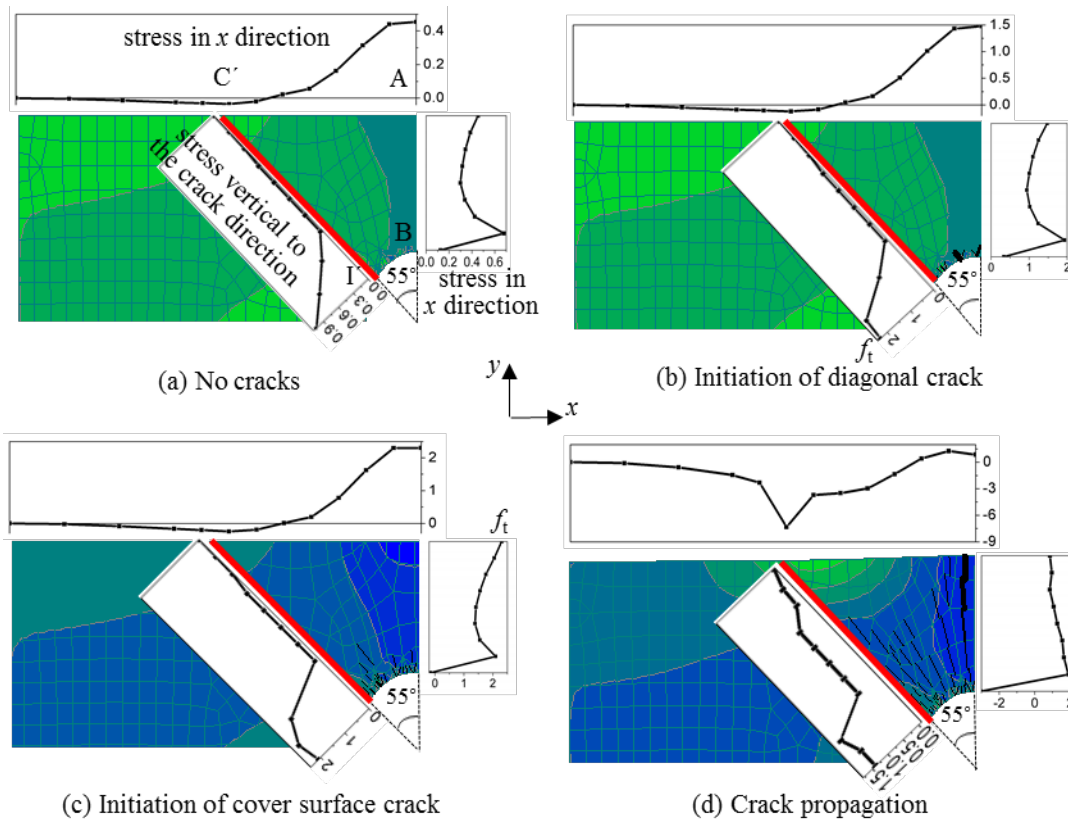 stress in x direction
C´
A
0.4
0.2
0.0
stress vertical to
the crack direction
B
I´
55°
0.0
0.3
0.6
0.9
0.0 0.2 0.4 0.6
stress in
x direction
(a) No cracks
1.5
1.0
0.5
0.0
55°
0
1
2
ft
0 1 2
(b) Initiation of diagonal crack
y
x
2
1
0
ft
55°
0
1
2
0 1 2
(c) Initiation of cover surface crack
0
-3
-6
-9
55°
0.0
0.5
1.0
1.5
-2 0 2
(d) Crack propagation